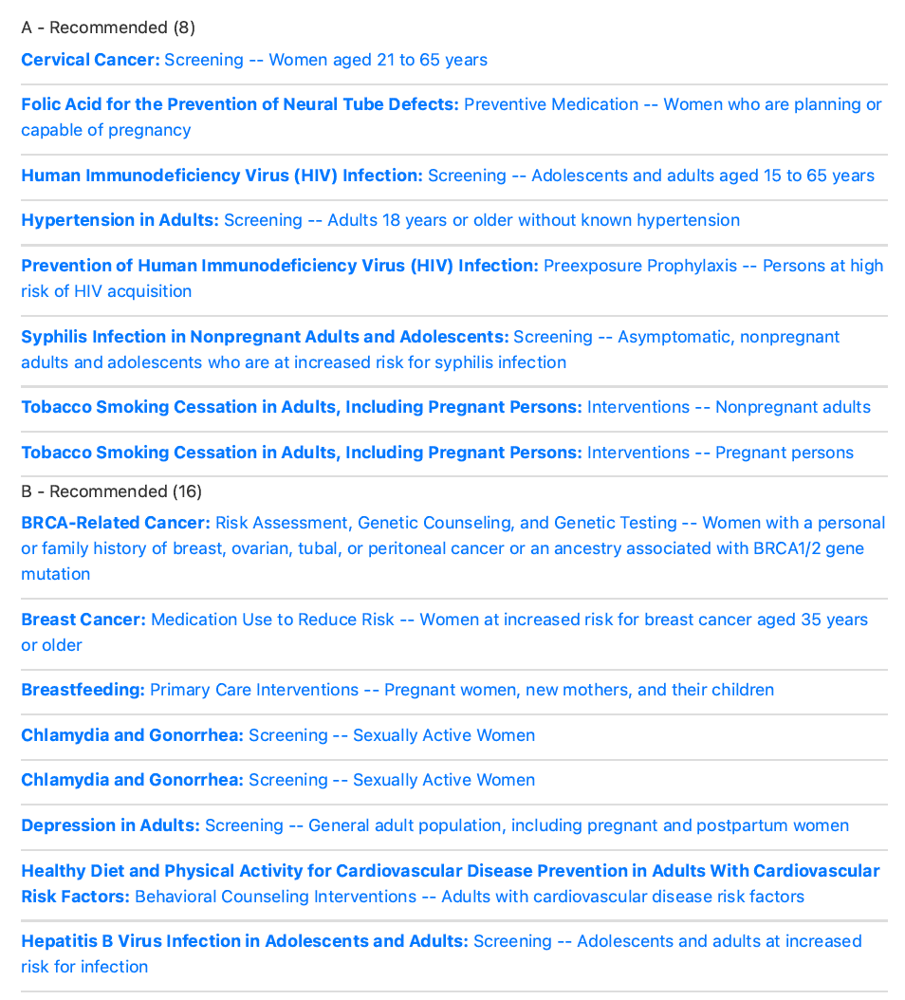 A - Recommended (8)
Cervical Cancer: Screening -- Women aged 21 to 65 years
Folic Acid for the Prevention of Neural Tube Defects: Preventive Medication -- Women who are planning or
capable of pregnancy
Human Immunodeficiency Virus (HIV) Infection: Screening -- Adolescents and adults aged 15 to 65 years
Hypertension in Adults: Screening -- Adults 18 years or older without known hypertension
Prevention of Human Immunodeficiency Virus (HIV) Infection: Preexposure Prophylaxis -- Persons at high
risk of HIV acquisition
Syphilis Infection in Nonpregnant Adults and Adolescents: Screening -- Asymptomatic, nonpregnant
adults and adolescents who are at increased risk for syphilis infection
Tobacco Smoking Cessation in Adults, Including Pregnant Persons: Interventions -- Nonpregnant adults
Tobacco Smoking Cessation in Adults, Including Pregnant Persons: Interventions -- Pregnant persons
B - Recommended (16)
BRCA-Related Cancer: Risk Assessment, Genetic Counseling, and Genetic Testing -- Women with a personal
or family history of breast, ovarian, tubal, or peritoneal cancer or an ancestry associated with BRCA1/2 gene
mutation
Breast Cancer: Medication Use to Reduce Risk -- Women at increased risk for breast cancer aged 35 years
or older
Breastfeeding: Primary Care Interventions -- Pregnant women, new mothers, and their children
Chlamydia and Gonorrhea: Screening -- Sexually Active Women
Chlamydia and Gonorrhea: Screening -- Sexually Active Women
Depression in Adults: Screening -- General adult population, including pregnant and postpartum women
Healthy Diet and Physical Activity for Cardiovascular Disease Prevention in Adults With Cardiovascular
Risk Factors: Behavioral Counseling Interventions -- Adults with cardiovascular disease risk factors
Hepatitis B Virus Infection in Adolescents and Adults: Screening -- Adolescents and adults at increased
risk for infection